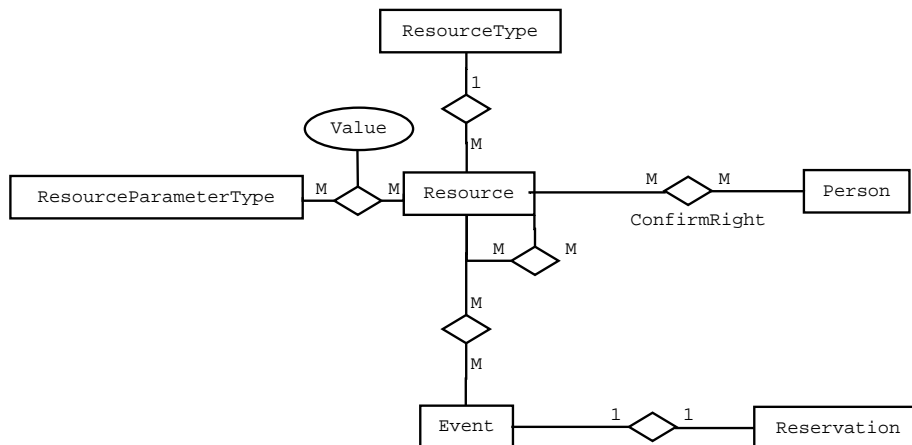 ResourceType
1
Value
M
ResourceParameterType
M
M
Resource
M
M
Person
ConfirmRight
M
M
M
M
Event
1
1
Reservation